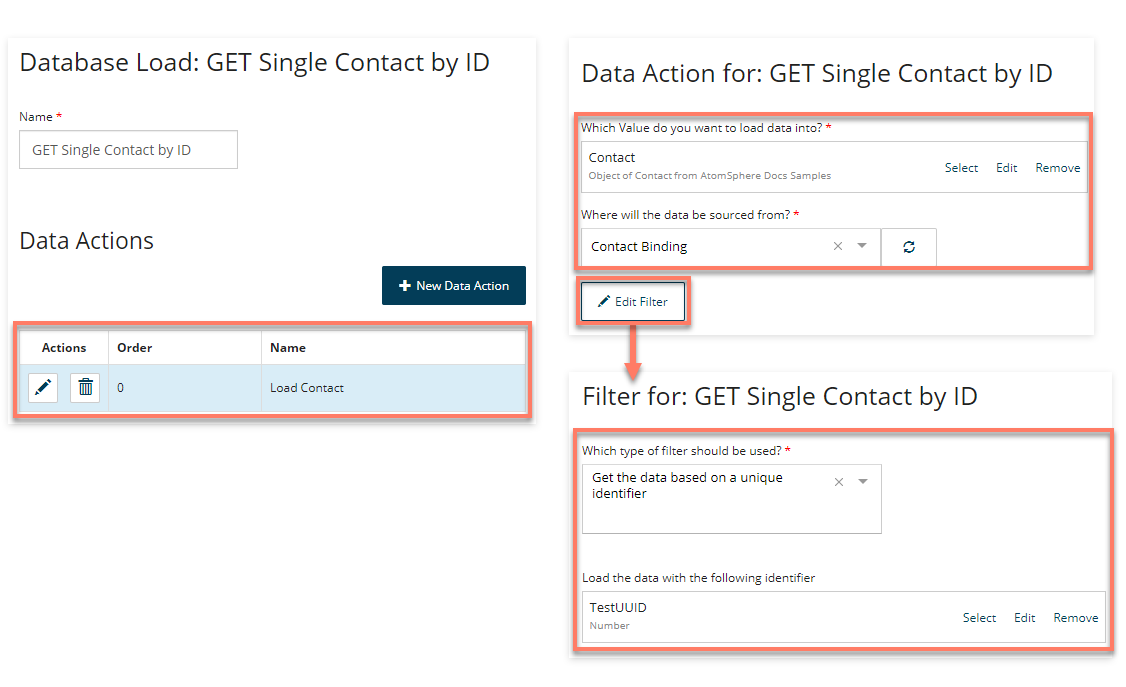 Database Load: GET Single Contact by ID
Name *
GET Single Contact by ID
Data Actions
New Data Action
Actions Order Name
0 Load Contact
Data Action for: GET Single Contact by ID
Which Value do you want to load data into? *
Contact
Object of Contact from AtomSphere Docs Samples
Select Edit Remove
Where will the data be sourced from? *
Contact Binding
Edit Filter
Filter for: GET Single Contact by ID
Which type of filter should be used? *
Get the data based on a unique
identifier
Load the data with the following identifier
TestUUID
Number
Select Edit Remove